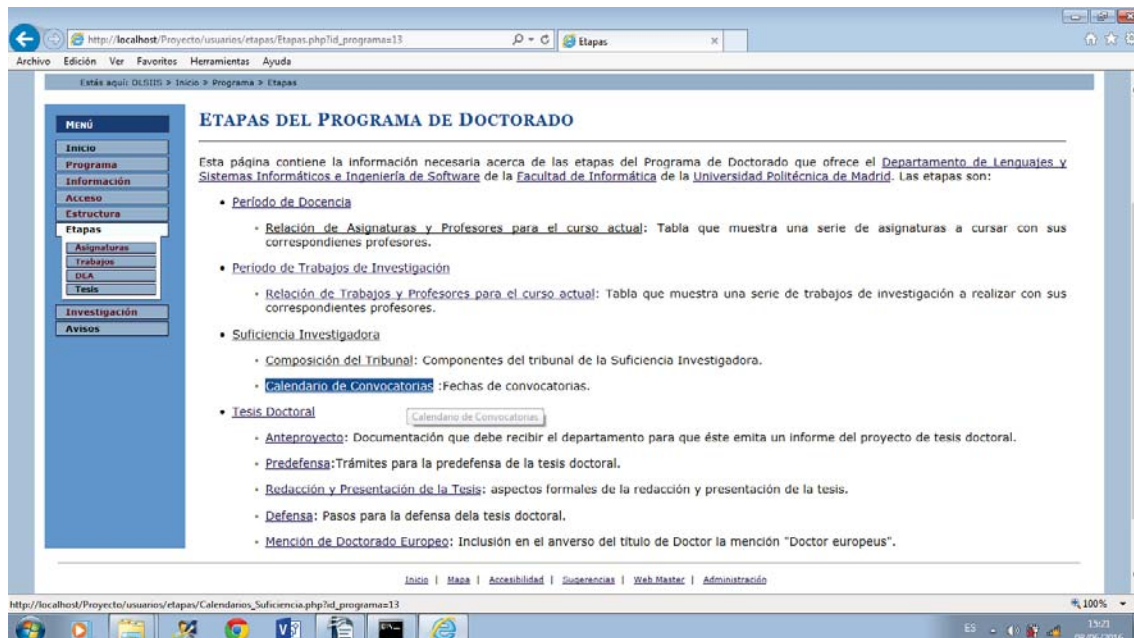 http://localhost/Proyecto/usuarios/etapas/Etapas.php?id_programa=13
Etapas
Archivo Edición Ver Favoritos Herramientas Ayuda
Estás aquí: DLSIIS > Inicio > Programa > Etapas
MENÚ
Inicio
Programa
Información
Acceso
Estructura
Etapas
Asignaturas
Trabajos
DEA
Tesis
Investigación
Avisos
ETAPAS DEL PROGRAMA DE DOCTORADO
Esta página contiene la información necesaria acerca de las etapas del Programa de Doctorado que ofrece el Departamento de Lenguajes y
Sistemas Informáticos e Ingeniería de Software de la Facultad de Informática de la Universidad Politécnica de Madrid. Las etapas son:
• Período de Docencia
Relación de Asignaturas y Profesores para el curso actual: Tabla que muestra una serie de asignaturas a cursar con sus
correspondienes profesores.
• Período de Trabajos de Investigación
Relación de Trabajos y Profesores para el curso actual: Tabla que muestra una serie de trabajos de investigación a realizar con sus
correspondientes profesores.
• Suficiencia Investigadora
Composición del Tribunal: Componentes del tribunal de la Suficiencia Investigadora.
Calendario de Convocatorias :Fechas de convocatorias.
Calendario de Convocatorias
• Tesis Doctoral
Anteproyecto: Documentación que debe recibir el departamento para que éste emita un informe del proyecto de tesis doctoral.
Predefensa:Trámites para la predefensa de la tesis doctoral.
Redacción y Presentación de la Tesis: aspectos formales de la redacción y presentación de la tesis.
Defensa: Pasos para la defensa dela tesis doctoral.
Mención de Doctorado Europeo: Inclusión en el anverso del título de Doctor la mención "Doctor europeus".
Inicio | Mapa | Accesibilidad | Sugerencias | Web Master | Administración
http://localhost/Proyecto/usuarios/etapas/Calendarios_Suficiencia.php?id_programa=13
100%
ES
15:21
08/06/2016